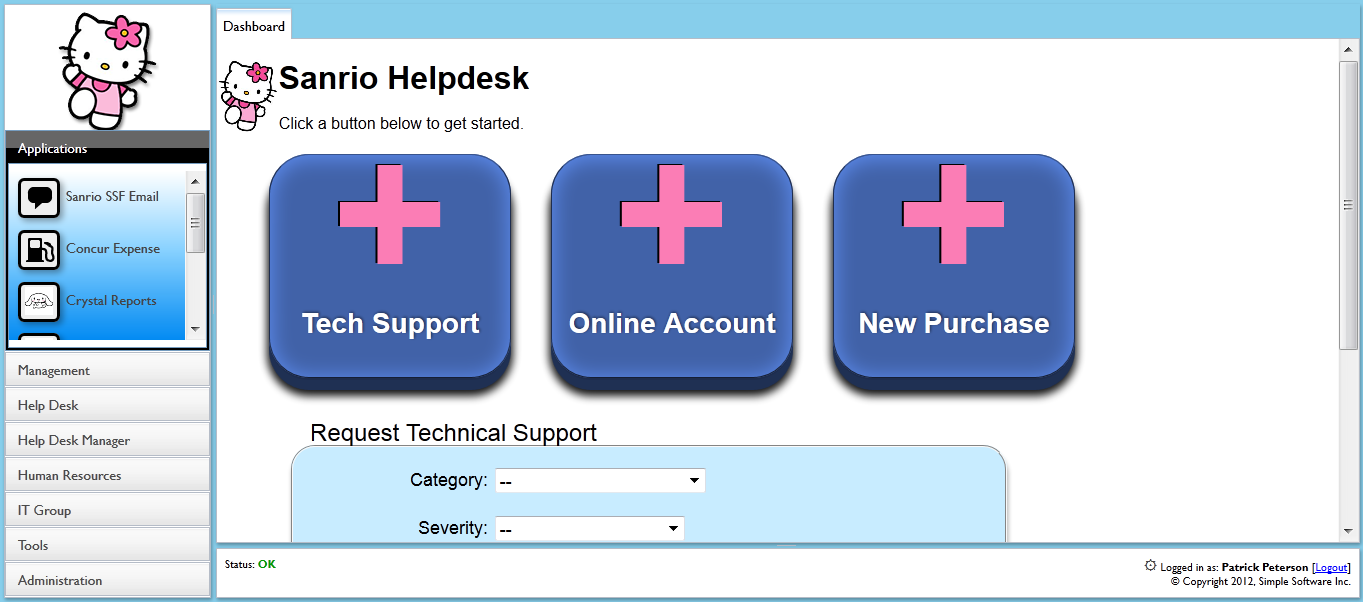 Dashboard
Sanrio Helpdesk
Click a button below to get started.
Applications
Sanrio SSF Email
Concur Expense
Crystal Reports
Management
Help Desk
Help Desk Manager
Human Resources
IT Group
Tools
Administration
Tech Support
Online Account
New Purchase
Request Technical Support
Category: --
Severity: --
Status: OK
Logged in as: Patrick Peterson [Logout]
© Copyright 2012, Simple Software Inc.